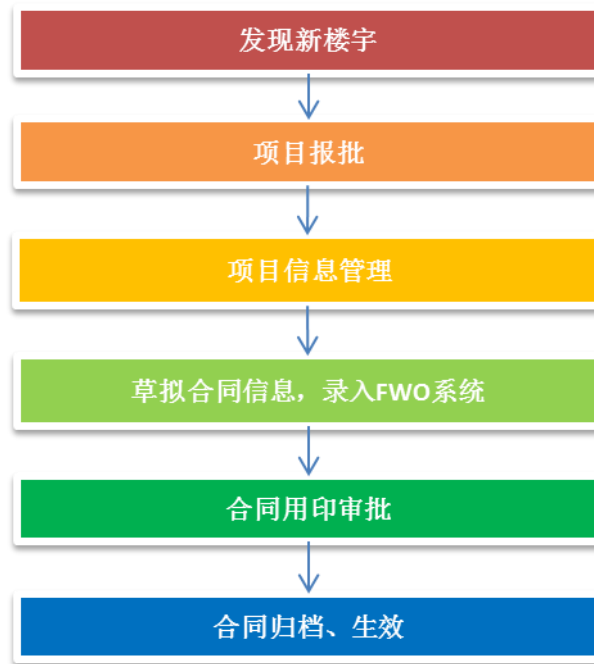 发现新楼宇
项目报批
项目信息管理
草拟合同信息，录入FWO系统
合同用印审批
合同归档、生效